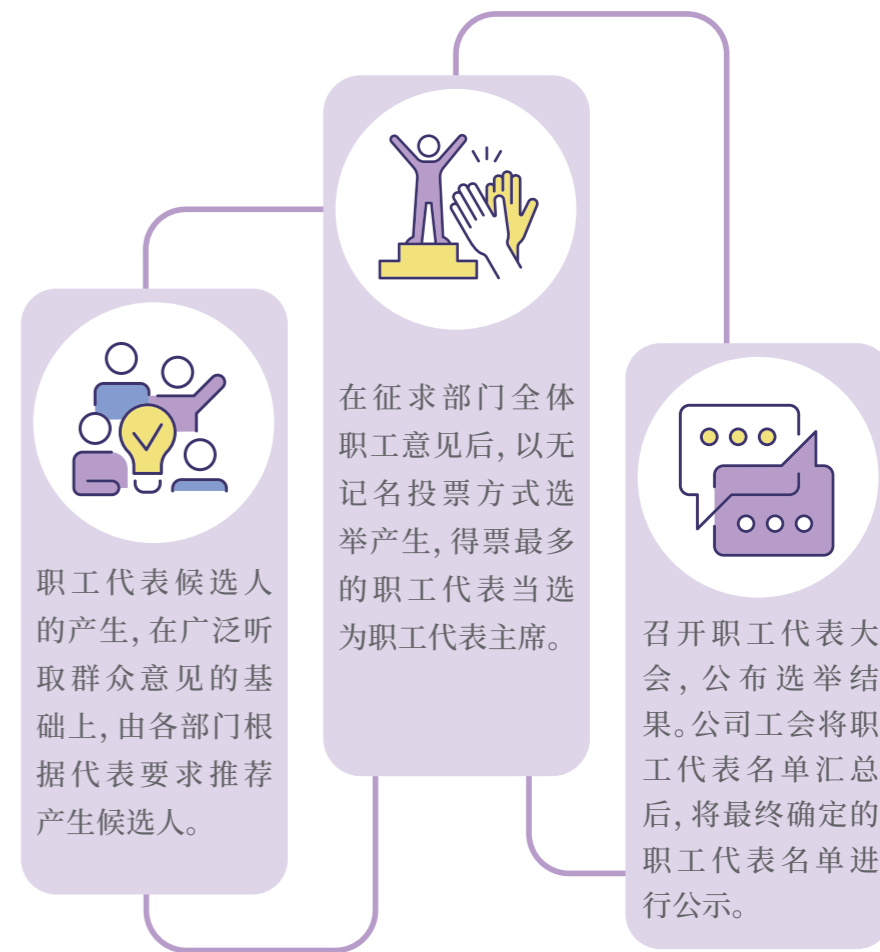 职工代表候选人
的产生，在广泛听
取群众意见的基
础上，由各部门根
据代表要求推荐
产生候选人。
在征求部门全体
职工意见后，以无
记名投票方式选
举产生，得票最多
的职工代表当选
为职工代表主席。
召开职工代表大
会，公布选举结
果。公司工会将职
工代表名单汇总
后，将最终确定的
职工代表名单进
行公示。